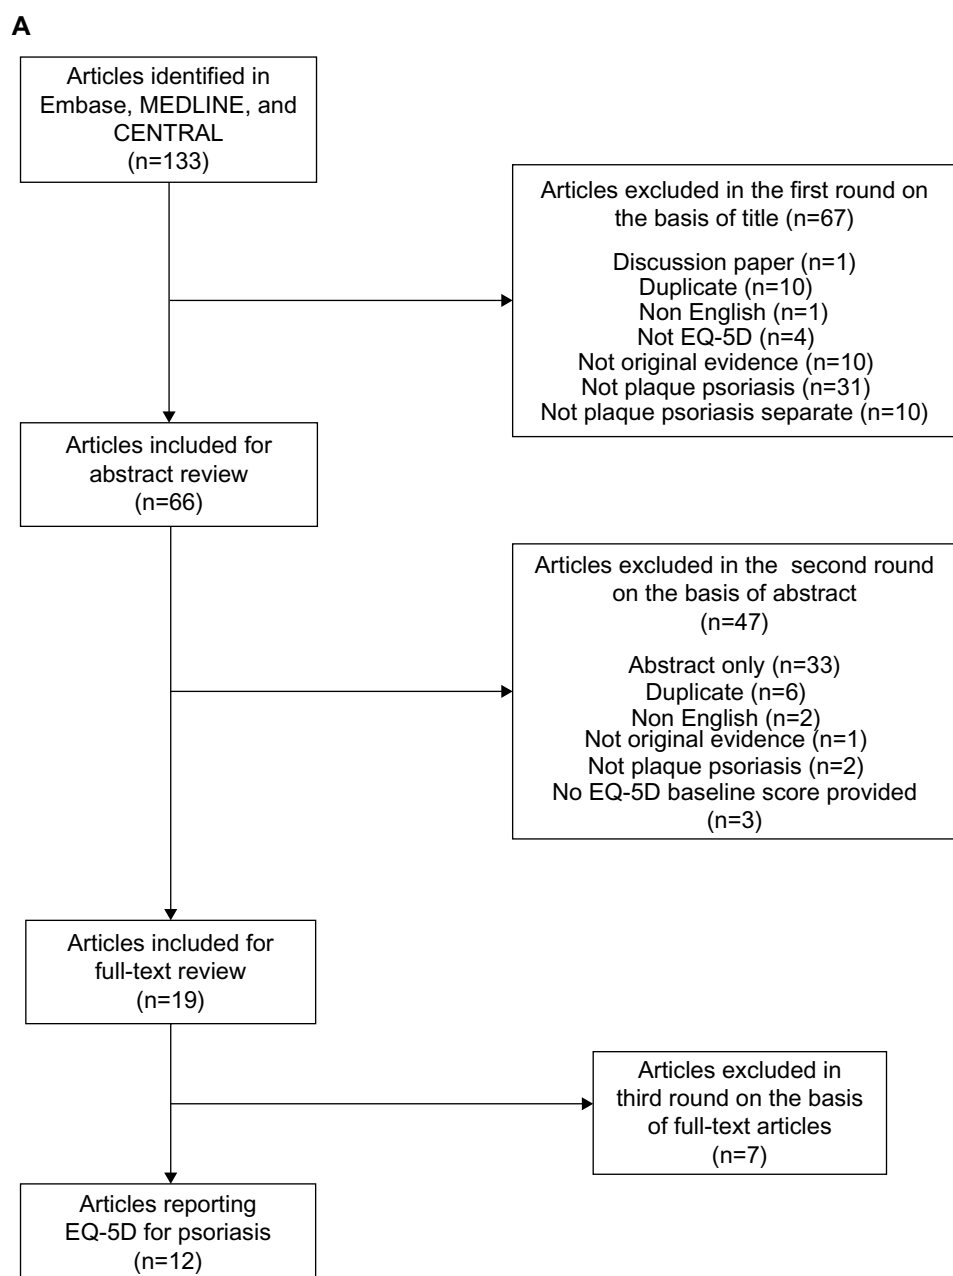 A
Articles identified in
Embase, MEDLINE, and
CENTRAL
(n=133)
Articles excluded in the first round on
the basis of title (n=67)
Discussion paper (n=1)
Duplicate (n=10)
Non English (n=1)
Not EQ-5D (n=4)
Not original evidence (n=10)
Not plaque psoriasis (n=31)
Not plaque psoriasis separate (n=10)
Articles included for
abstract review
(n=66)
Articles excluded in the second round
on the basis of abstract
(n=47)
Abstract only (n=33)
Duplicate (n=6)
Non English (n=2)
Not original evidence (n=1)
Not plaque psoriasis (n=2)
No EQ-5D baseline score provided
(n=3)
Articles included for
full-text review
(n=19)
Articles excluded in
third round on the basis
of full-text articles
(n=7)
Articles reporting
EQ-5D for psoriasis
(n=12)